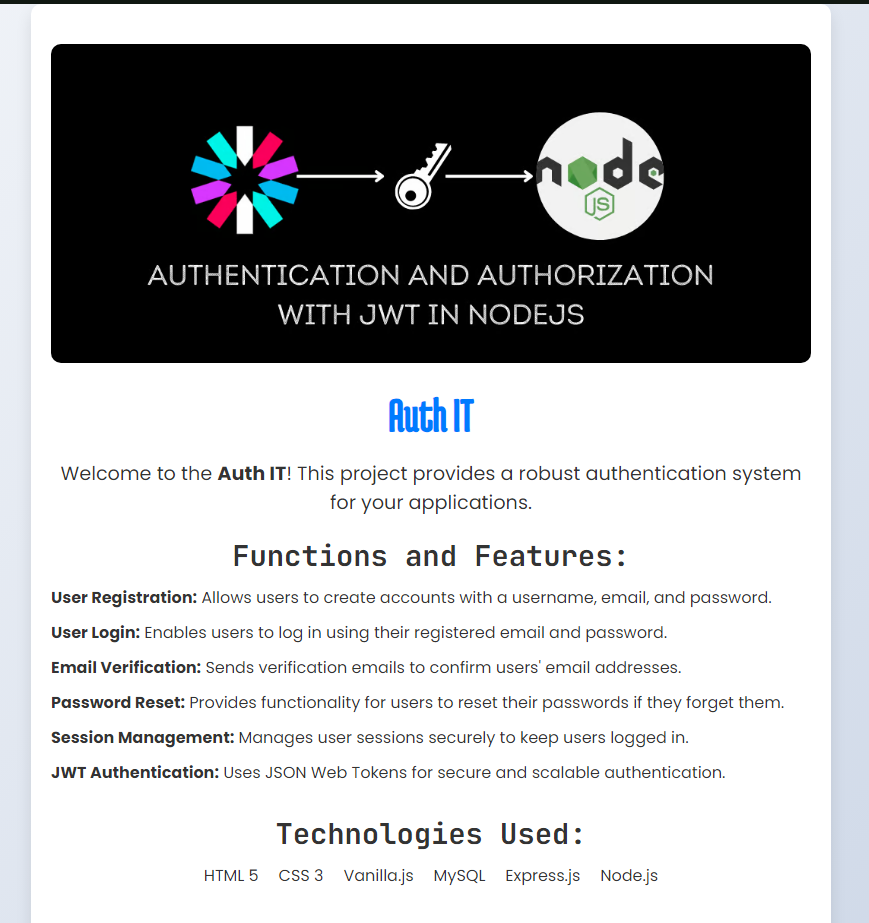 node
JS
AUTHENTICATION AND AUTHORIZATION
WITH JWT IN NODEJS
Auth IT
Welcome to the Auth IT! This project provides a robust authentication system
for your applications.
Functions and Features:
User Registration: Allows users to create accounts with a username, email, and password.
User Login: Enables users to log in using their registered email and password.
Email Verification: Sends verification emails to confirm users' email addresses.
Password Reset: Provides functionality for users to reset their passwords if they forget them.
Session Management: Manages user sessions securely to keep users logged in.
JWT Authentication: Uses JSON Web Tokens for secure and scalable authentication.
Technologies Used:
HTML 5 CSS 3 Vanilla.js MySQL Express.js Node.js